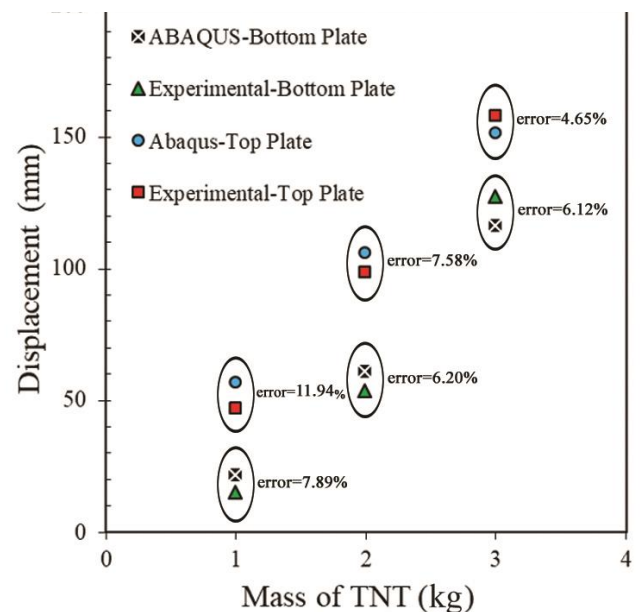 ABAQUS-Bottom Plate
Experimental-Bottom Plate
Abaqus-Top Plate
Experimental-Top Plate
Displacement (mm)
150
100
50
0
error=4.65%
error=6.12%
error=7.58%
error=6.20%
error=11.94%
error=7.89%
0 1 2 3 4
Mass of TNT (kg)